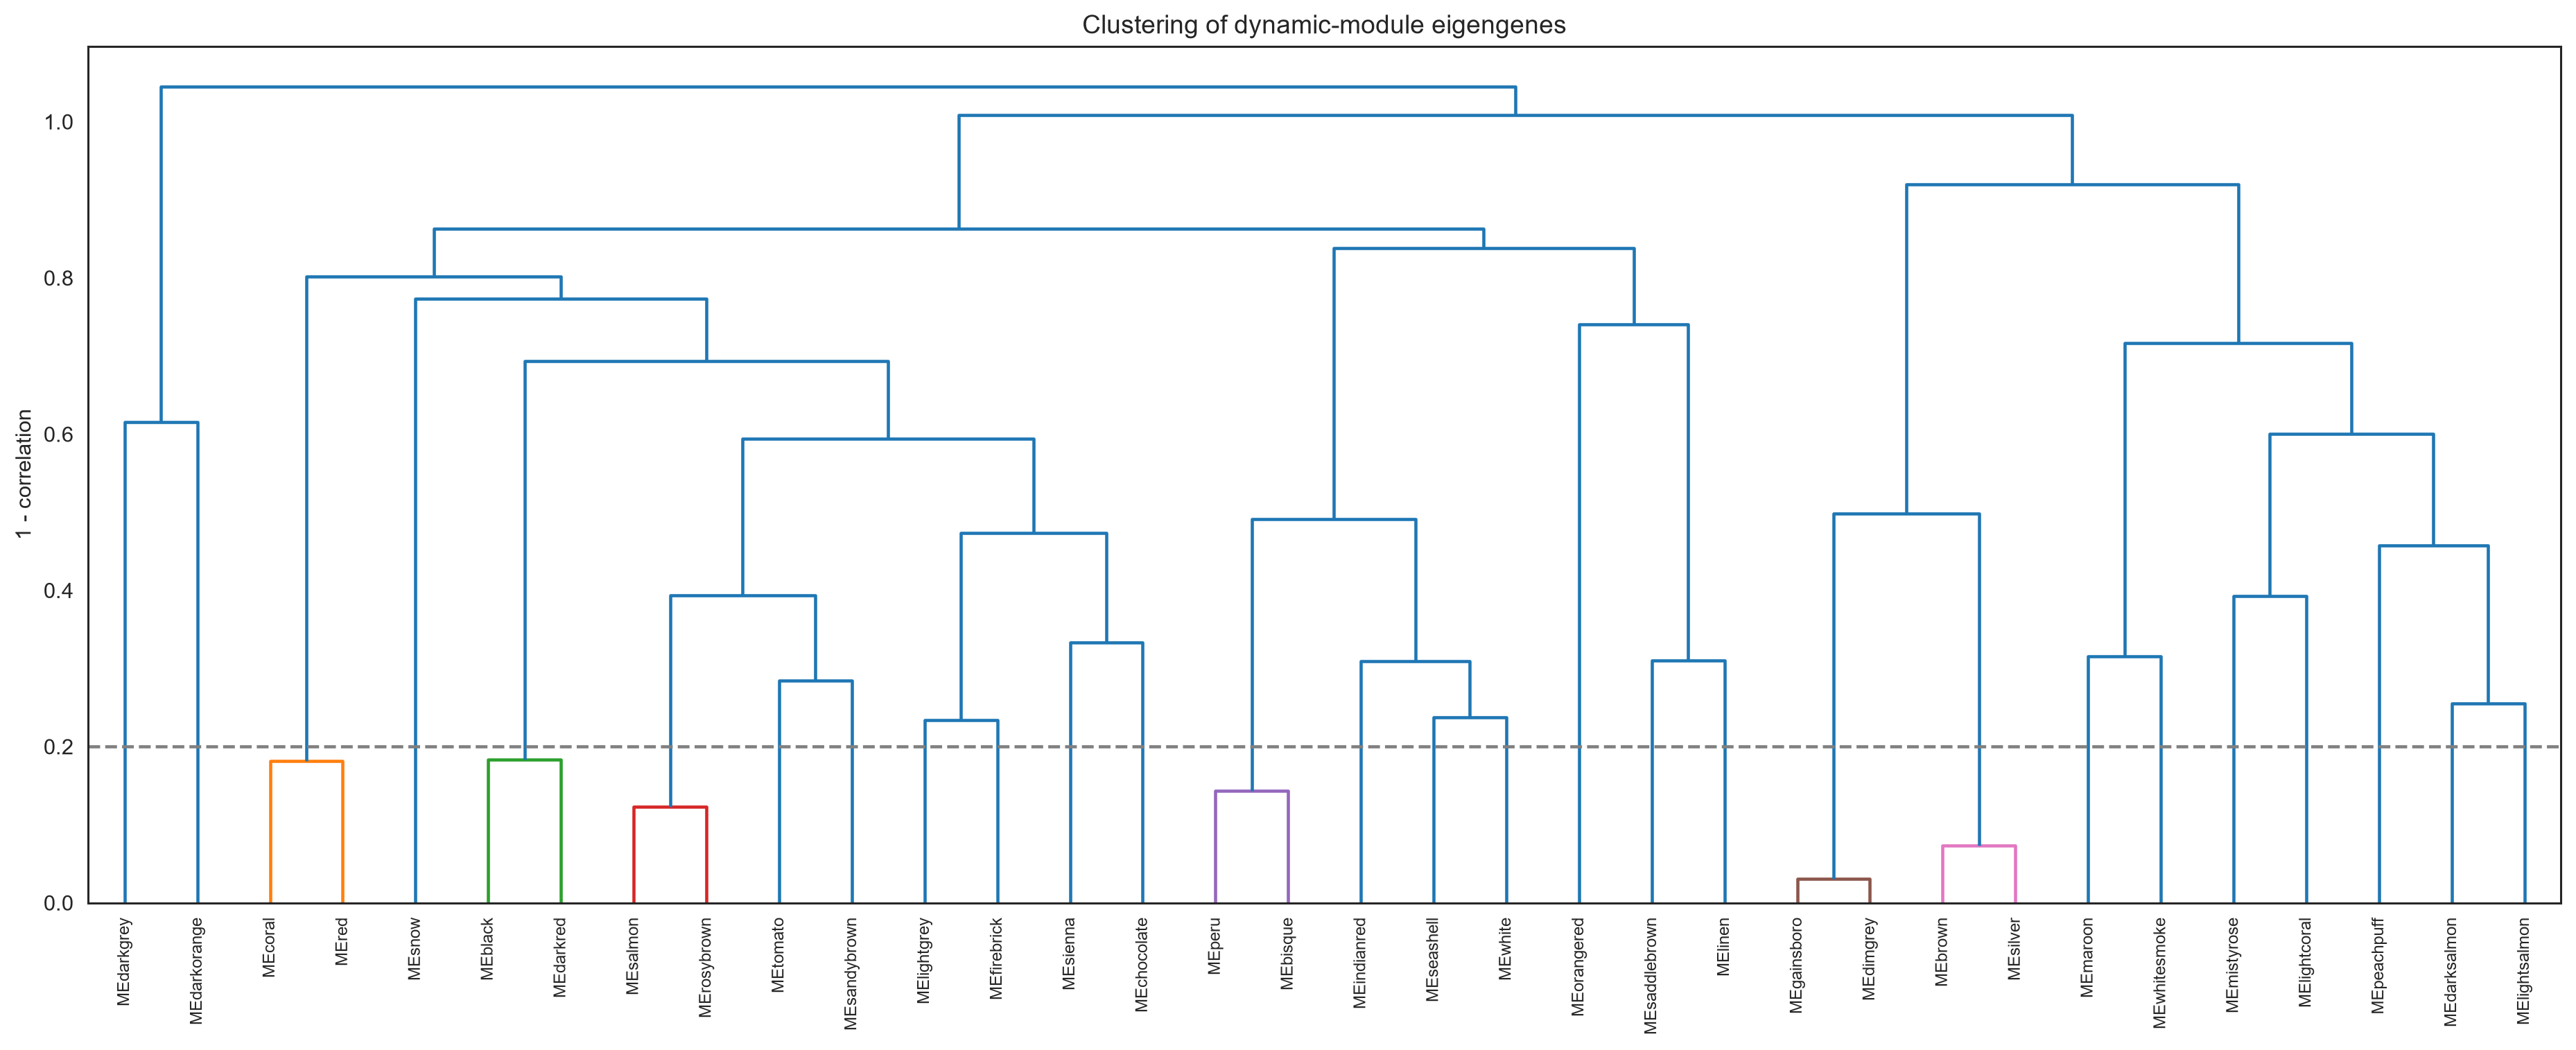 Clustering of dynamic-module eigengenes
1 - correlation
1.0
0.8
0.6
0.4
0.2
0.0
MEdarkgrey
MEdarkorange
MEcoral
MEred
MEsnow
MEblack
MEdarkred
MEsalmon
MErosybrown
MEtomato
MEsandybrown
MElightgrey
MEfirebrick
MEsienna
MEchocolate
MEperu
MEbisque
MEindianred
MEseashell
MEwhite
MEorangered
MEsaddlebrown
MElinen
MEgainsboro
MEdimgrey
MEbrown
MEsilver
MEmaroon
MEwhitesmoke
MEmistyrose
MElightcoral
MEpeachpuff
MEdarksalmon
MElightsalmon